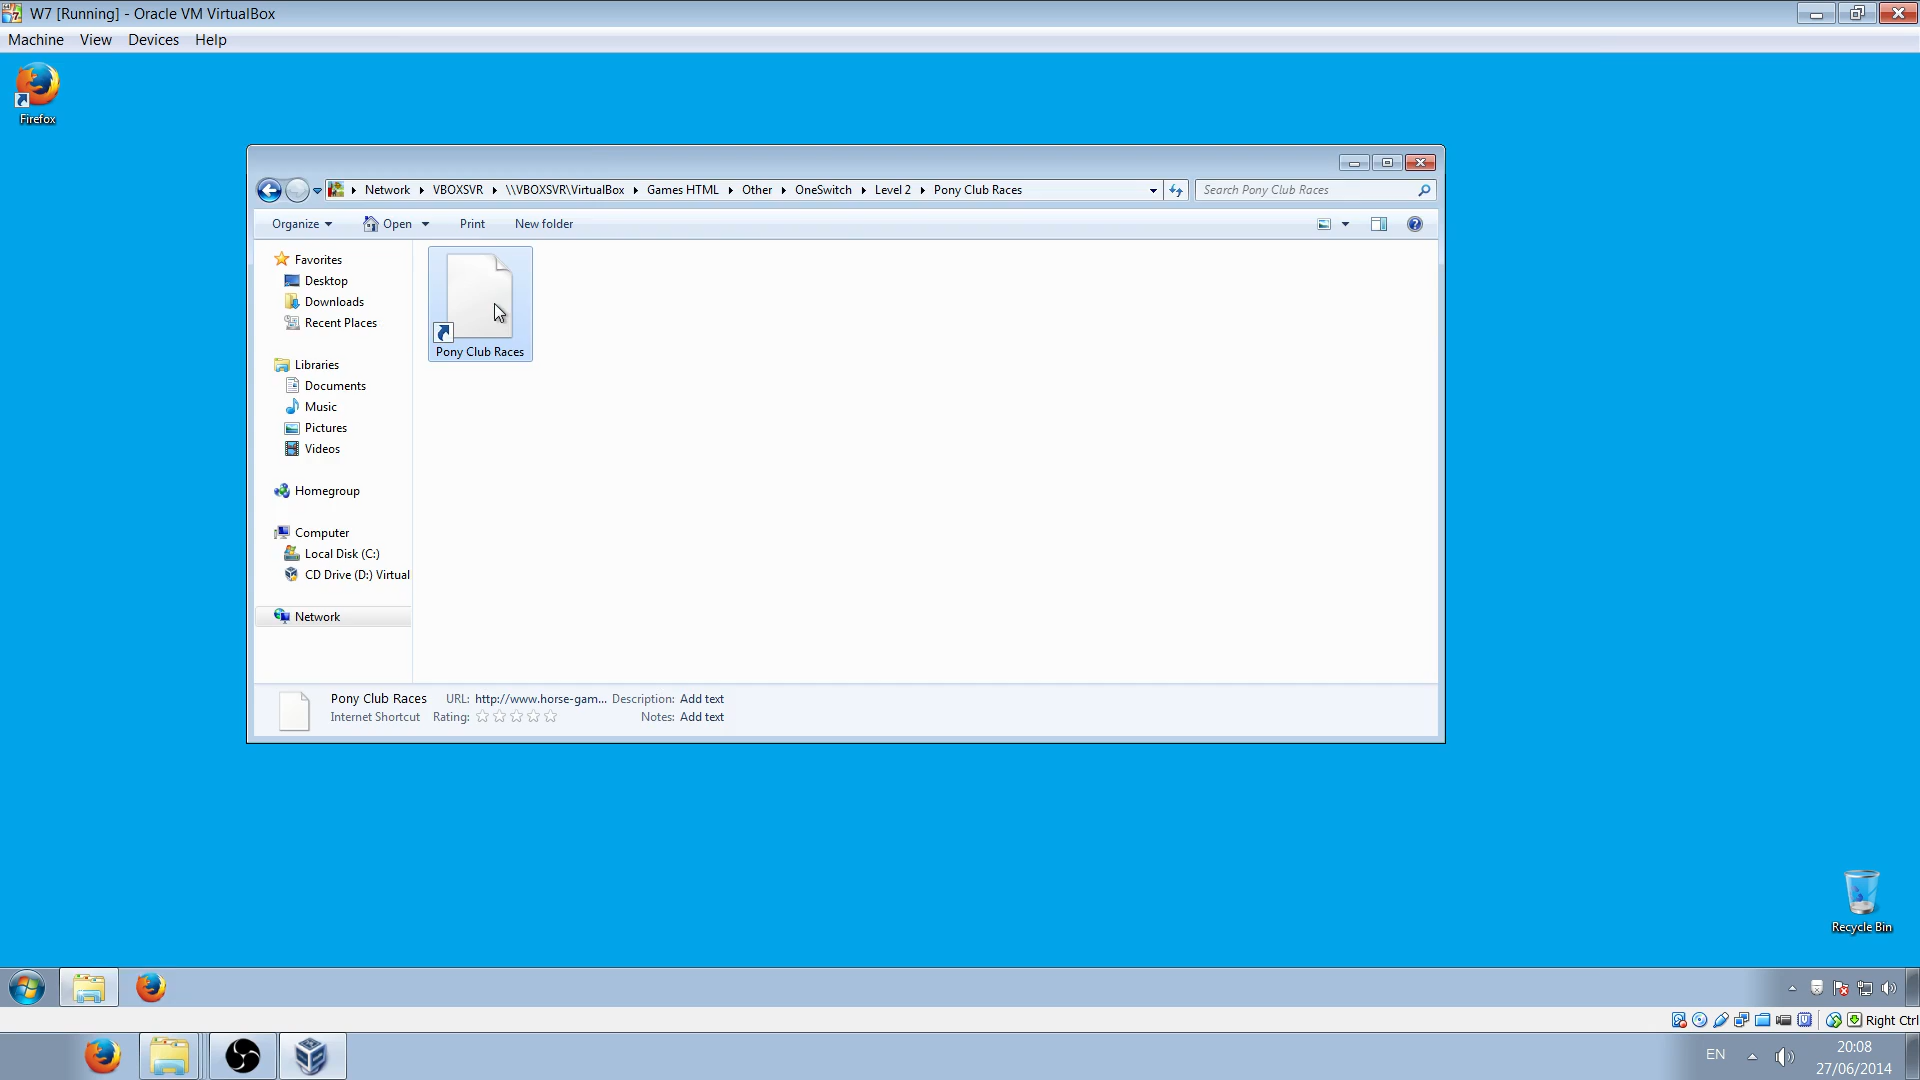 W7 [Running] - Oracle VM VirtualBox
Machine View Devices Help
Firefox
Network VBOXSVR \\VBOXSVR\VirtualBox Games HTML Other OneSwitch Level 2 Pony Club Races Search Pony Club Races
Organize Open Print New folder
Favorites
Desktop
Downloads
Recent Places
Libraries
Documents
Music
Pictures
Videos
Homegroup
Computer
Local Disk (C:)
CD Drive (D:) Virtual
Network
Pony Club Races
Pony Club Races URL: http://www.horse-gam... Description: Add text
Internet Shortcut Rating: Notes: Add text
Recycle Bin
Right Ctrl
EN
20:08
27/06/2014